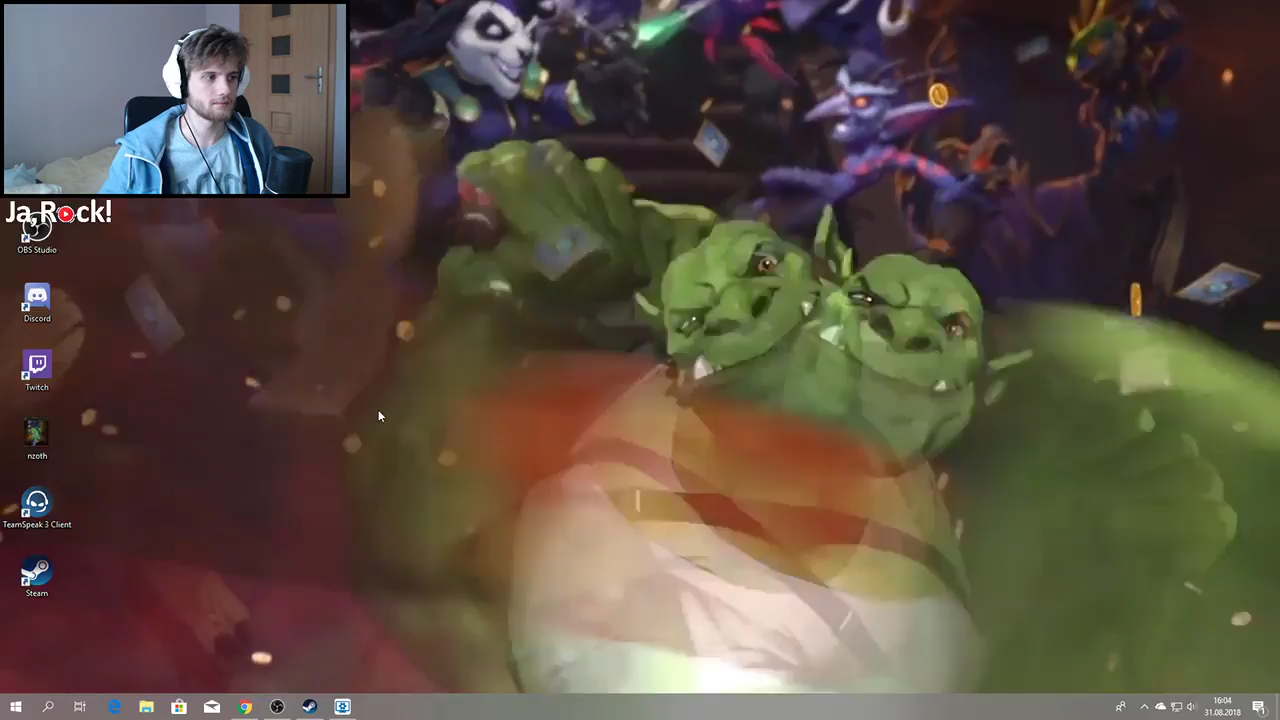 Ja,Rock!
OBS Studio
Discord
Twitch
nzoth
TeamSpeak 3 Client
Steam
16:04
31.08.2018